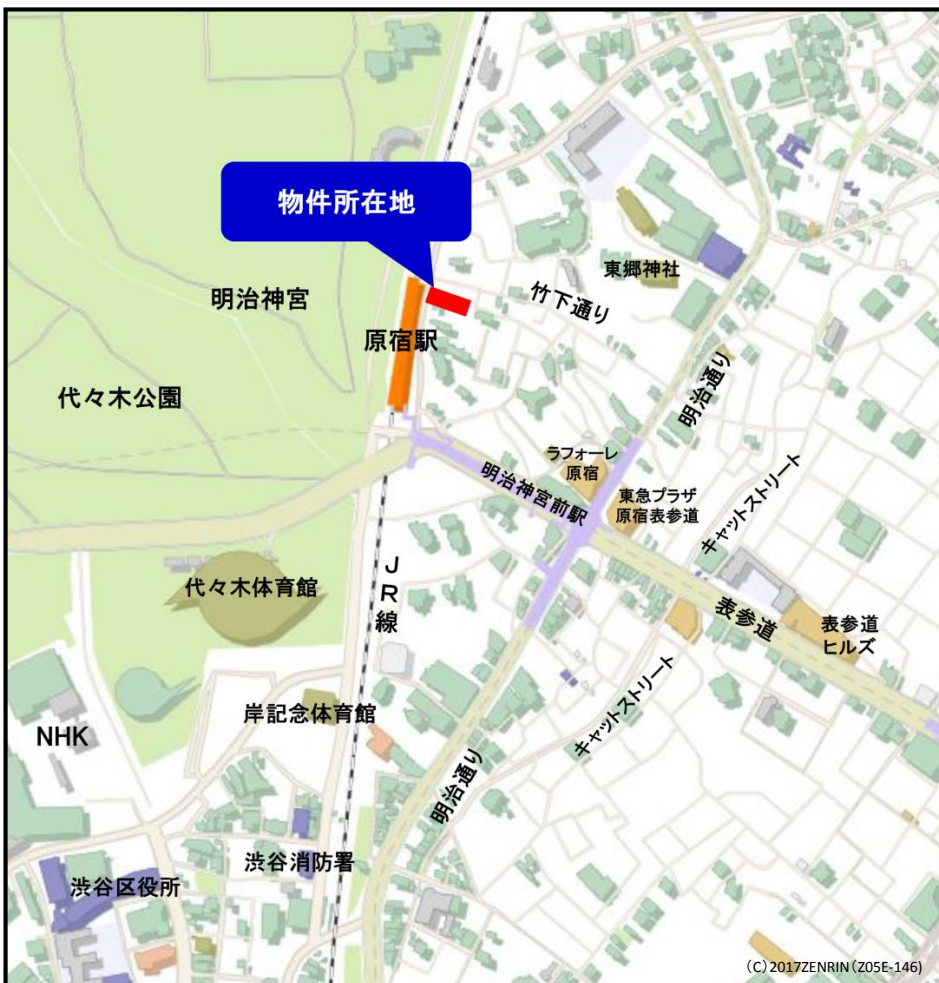 物件所在地
東郷神社
明治神宮
竹下通り
原宿駅
代々木公園
明治通り
ラフォーレ
原宿
明治神宮前駅
東急プラザ
原宿表参道
キャットストリート
JR線
代々木体育館
表参道
表参道
ヒルズ
岸記念体育館
キャットストリート
NHK
明治通り
渋谷消防署
渋谷区役所
(C)2017ZENRIN(Z05E-146)